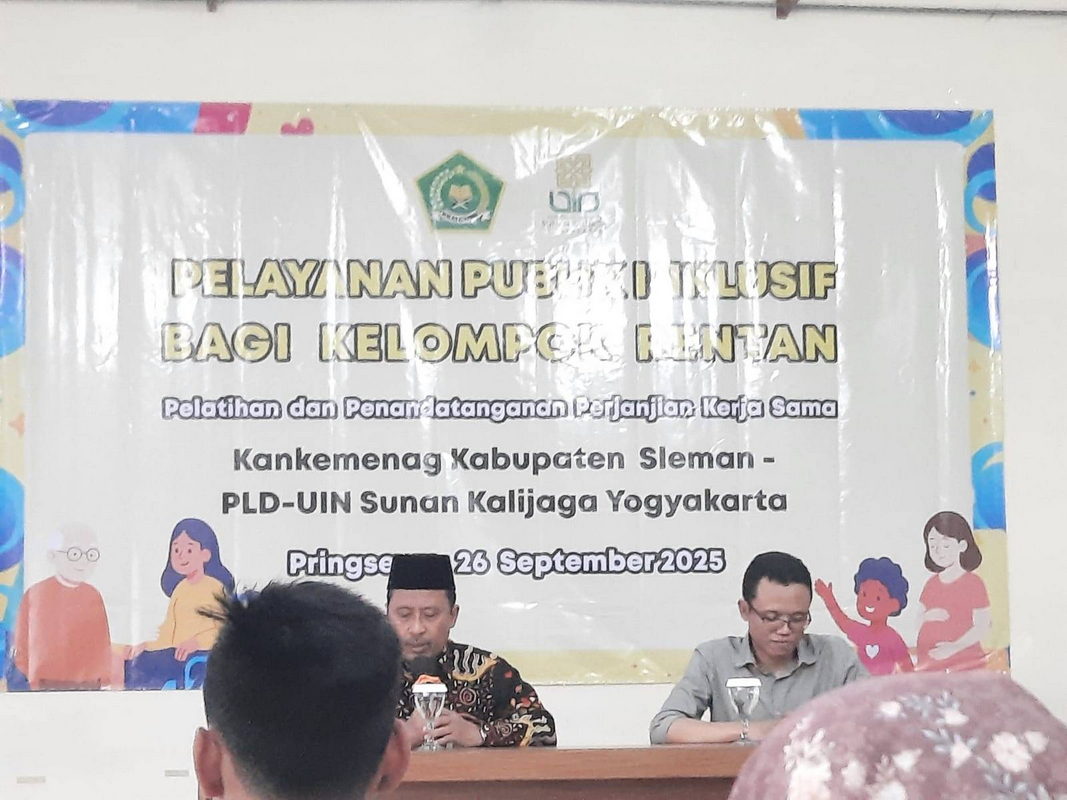 PELAYANAN PUBLIK INKLUSIF
BAGI KELOMPOK RENTAN
Pelatihan dan Penandatanganan Perjanjian Kerja Sama
Kankemenag Kabupaten Sleman -
PLD-UIN Sunan Kalijaga Yogyakarta
26 September 2025